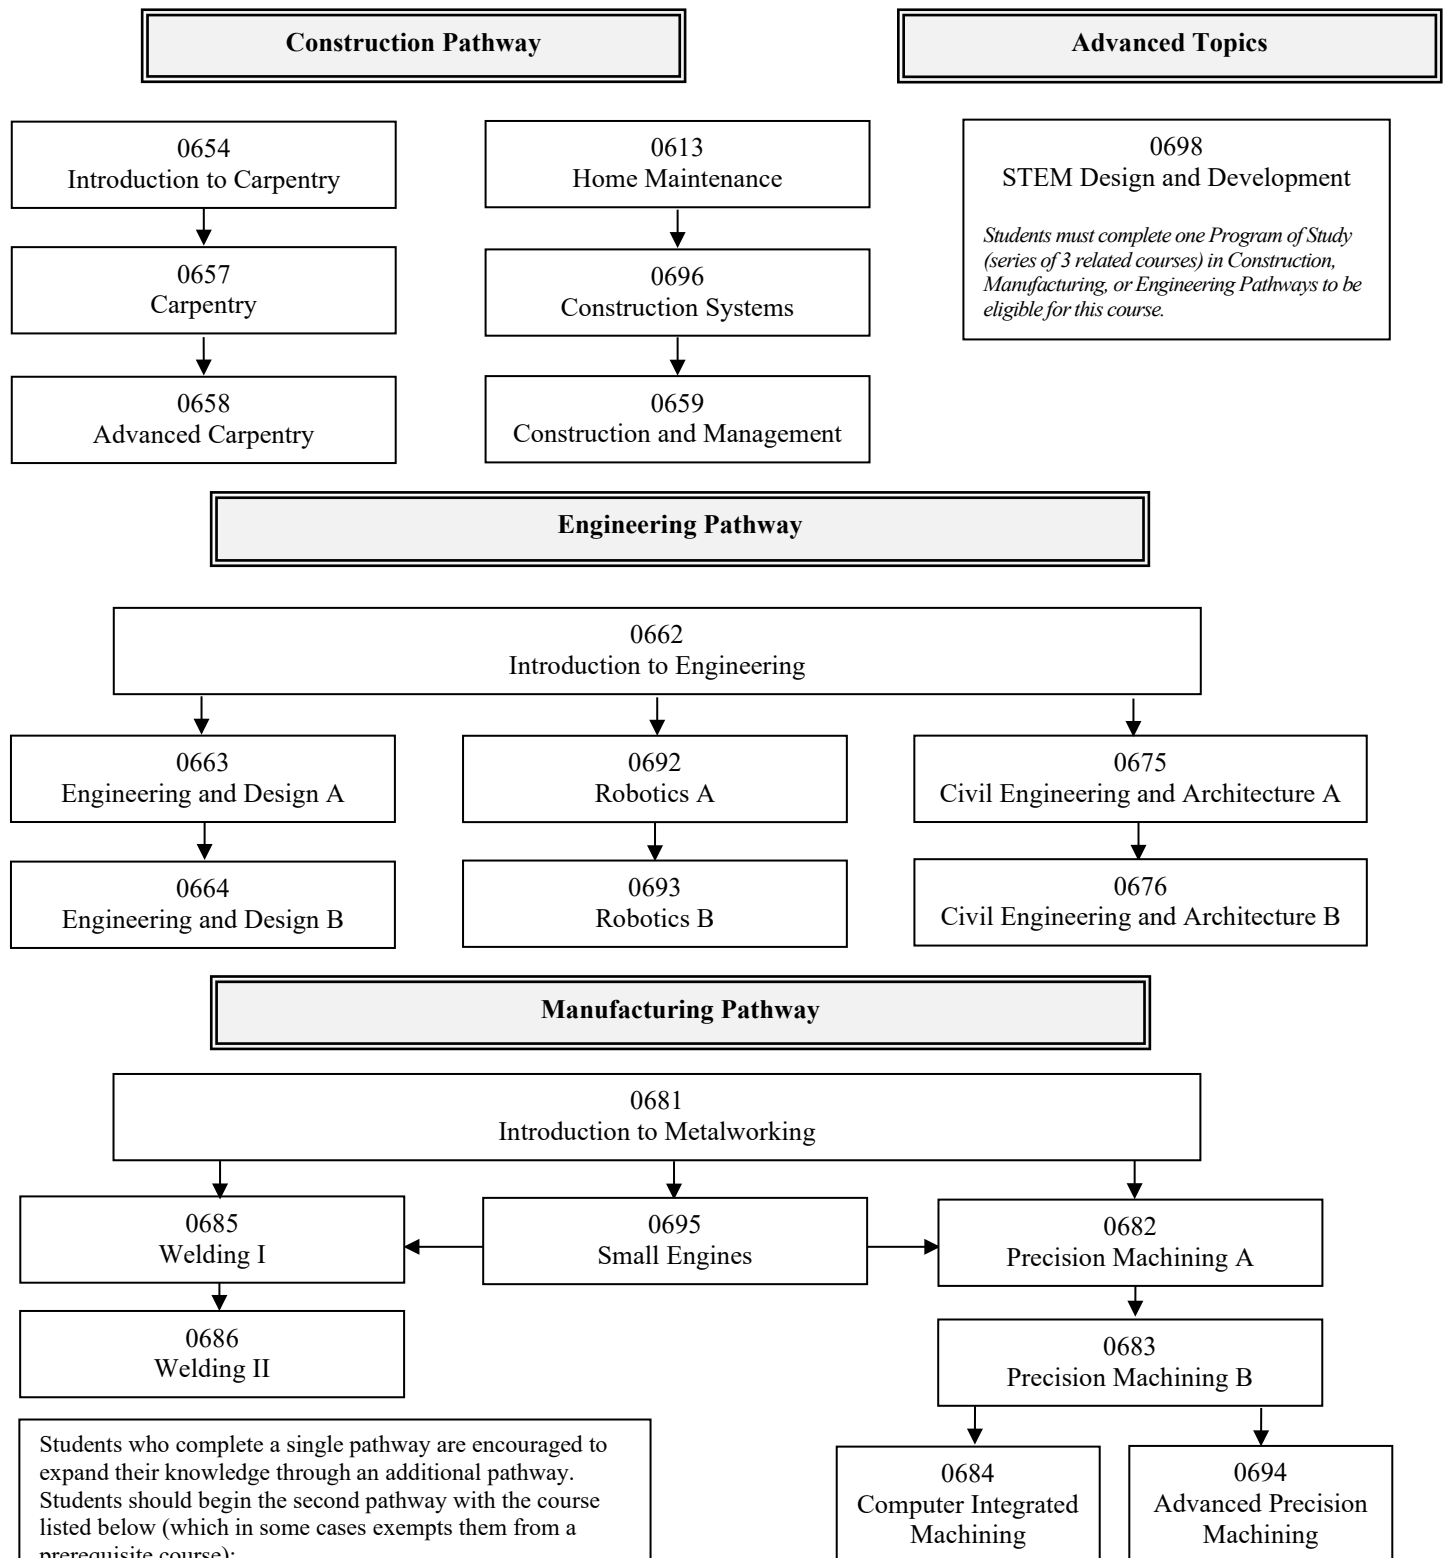 Construction Pathway
Advanced Topics
0654
Introduction to Carpentry
0657
Carpentry
0658
Advanced Carpentry
0613
Home Maintenance
0696
Construction Systems
0659
Construction and Management
0698
STEM Design and Development
Students must complete one Program of Study
(series of 3 related courses) in Construction,
Manufacturing, or Engineering Pathways to be
eligible for this course.
Engineering Pathway
0662
Introduction to Engineering
0663
Engineering and Design A
0664
Engineering and Design B
0692
Robotics A
0693
Robotics B
0675
Civil Engineering and Architecture A
0676
Civil Engineering and Architecture B
Manufacturing Pathway
0681
Introduction to Metalworking
0685
Welding I
0686
Welding II
0695
Small Engines
0682
Precision Machining A
0683
Precision Machining B
0684
Computer Integrated
Machining
0694
Advanced Precision
Machining
Students who complete a single pathway are encouraged to
expand their knowledge through an additional pathway.
Students should begin the second pathway with the course
listed below (which in some cases exempts them from a
prerequisite course):